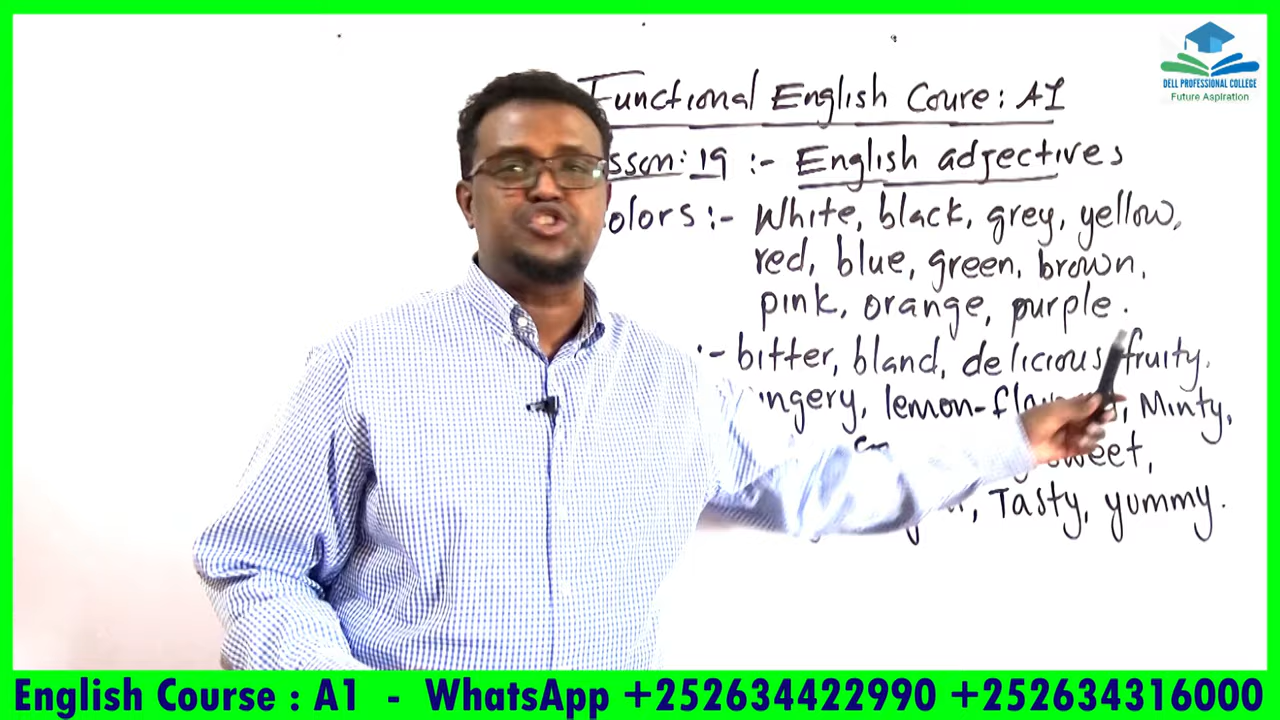 DELL PROFESSIONAL COLLEGE
Future Aspiration
Functional English Coure: A1
sson: 19 :- English adjectives
olors :- White, black, grey, yellow,
red, blue, green, brown,
pink, orange, purple.
:- bitter, bland, delicious, fruity,
ngery, lemon-fla d, Minty,
sweet,
, Tasty, yummy.
English Course : A1 - WhatsApp +252634422990 +252634316000